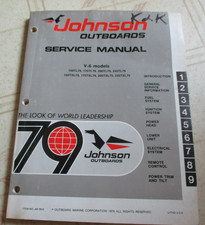 Johnson
OUTBOARDS
SERVICE MANUAL
V-6 models
INTRODUCTION
1
GENERAL
SERVICE
INFORMATION
2
FUEL
SYSTEM
3
IGNITION
SYSTEM
4
POWER
HEAD
5
LOWER
UNIT
6
ELECTRICAL
SYSTEM
7
REMOTE
CONTROL
8
POWER TRIM
AND TILT
9
THE LOOK OF WORLD LEADERSHIP
79
Johnson
OUTBOARDS